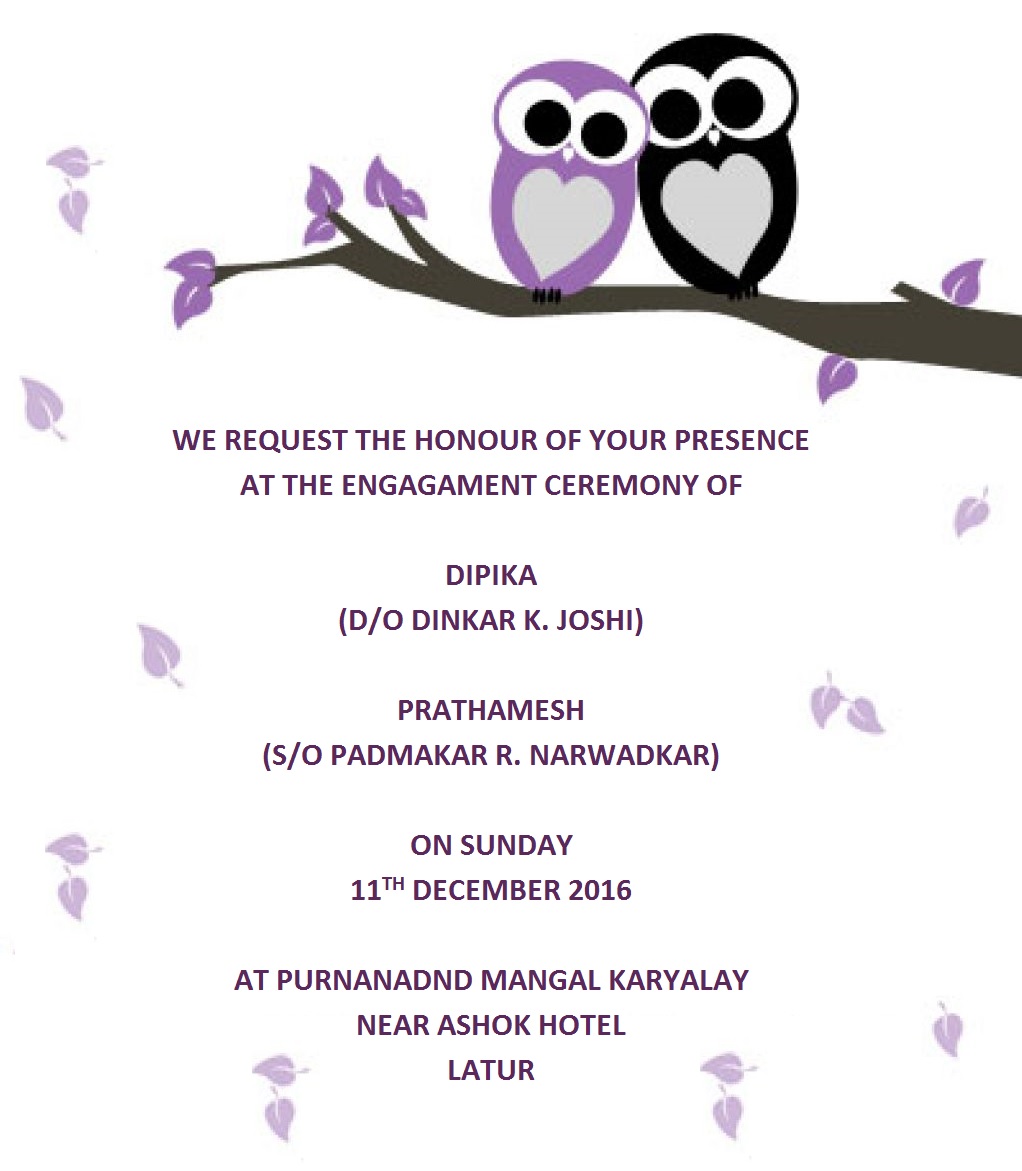 WE REQUEST THE HONOUR OF YOUR PRESENCE
AT THE ENGAGAMENT CEREMONY OF
DIPIKA
(D/O DINKAR K. JOSHI)
PRATHAMESH
(S/O PADMAKAR R. NARWADKAR)
ON SUNDAY
11TH DECEMBER 2016
AT PURNANADND MANGAL KARYALAY
NEAR ASHOK HOTEL
LATUR